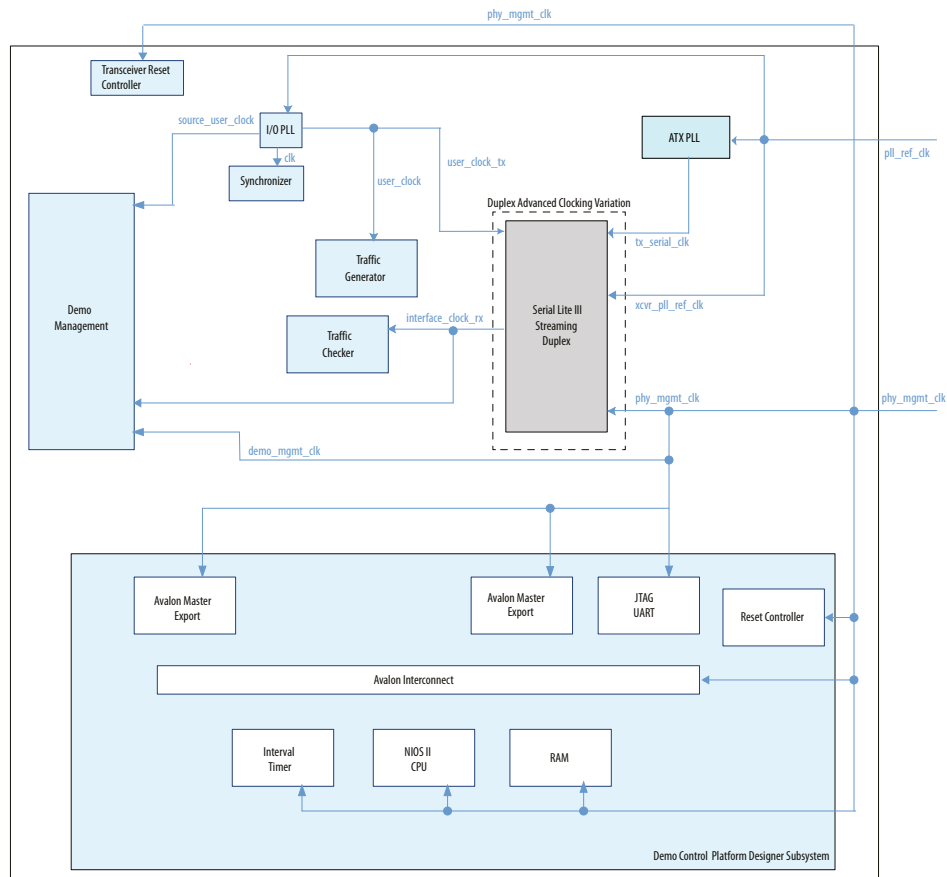 phy_mgmt_clk
Transceiver Reset
Controller
source_user_clock
I/O PLL
clk
Synchronizer
user_clock_tx
user_clock
ATX PLL
pll_ref_clk
Duplex Advanced Clocking Variation
tx_serial_clk
Traffic
Generator
Demo
Management
interface_clock_rx
Traffic
Checker
Serial Lite III
Streaming
Duplex
xcvr_pll_ref_clk
phy_mgmt_clk
phy_mgmt_clk
demo_mgmt_clk
Avalon Master
Export
Avalon Master
Export
JTAG
UART
Reset Controller
Avalon Interconnect
Interval
Timer
NIOS II
CPU
RAM
Demo Control Platform Designer Subsystem